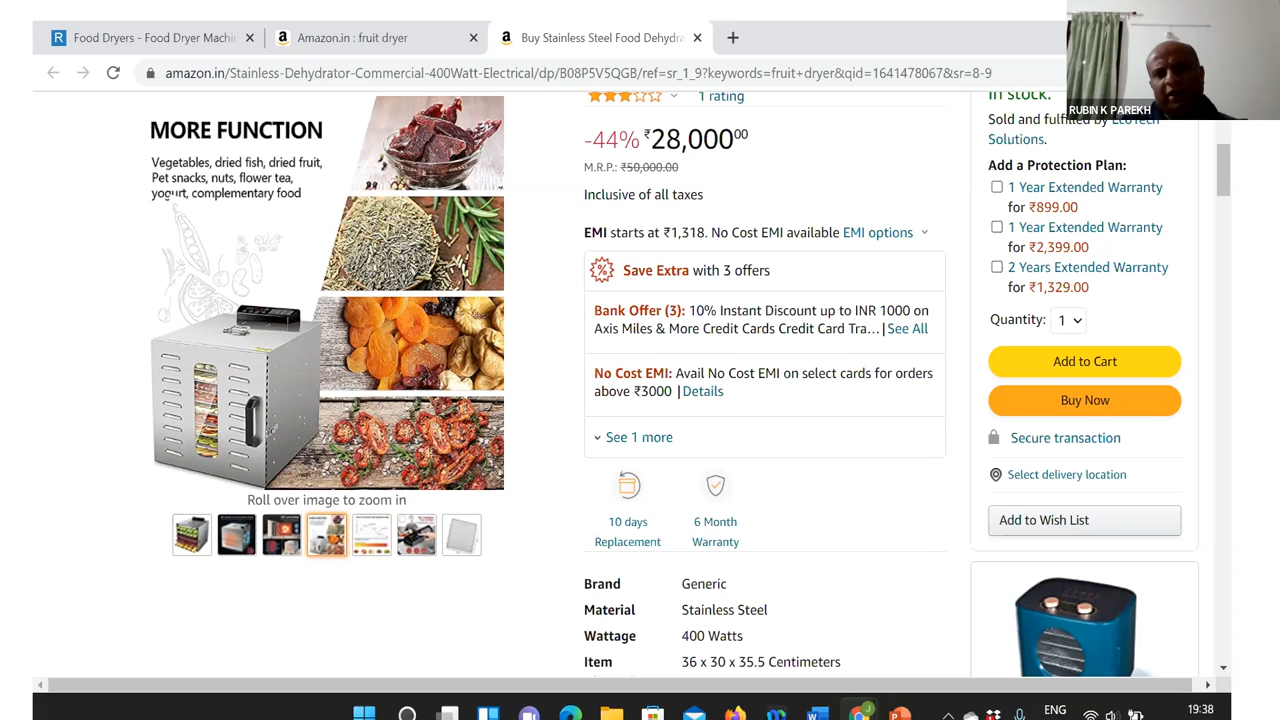 Food Dryers - Food Dryer Machin
Amazon.in : fruit dryer
Buy Stainless Steel Food Dehydra
amazon.in/Stainless-Dehydrator-Commercial-400Watt-Electrical/dp/B08P5V5QGB/ref=sr_1_9?keywords=fruit+dryer&qid=1641478067&sr=8-9
RUBIN K PAREKH
MORE FUNCTION
Vegetables, dried fish, dried fruit,
Pet snacks, nuts, flower tea,
yogurt, complementary food
Roll over image to zoom in
1 rating
-44% ₹28,00000
M.R.P.: ₹50,000.00
Inclusive of all taxes
EMI starts at ₹1,318. No Cost EMI available EMI options
Save Extra with 3 offers
Bank Offer (3): 10% Instant Discount up to INR 1000 on
Axis Miles & More Credit Cards Credit Card Tra... | See All
No Cost EMI: Avail No Cost EMI on select cards for orders
above ₹3000 | Details
See 1 more
10 days
Replacement
6 Month
Warranty
Brand Generic
Material Stainless Steel
Wattage 400 Watts
Item 36 x 30 x 35.5 Centimeters
In stock.
Sold and fulfilled by EcoTech
Solutions.
Add a Protection Plan:
1 Year Extended Warranty
for ₹899.00
1 Year Extended Warranty
for ₹2,399.00
2 Years Extended Warranty
for ₹1,329.00
Quantity: 1
Add to Cart
Buy Now
Secure transaction
Select delivery location
Add to Wish List
ENG
19:38